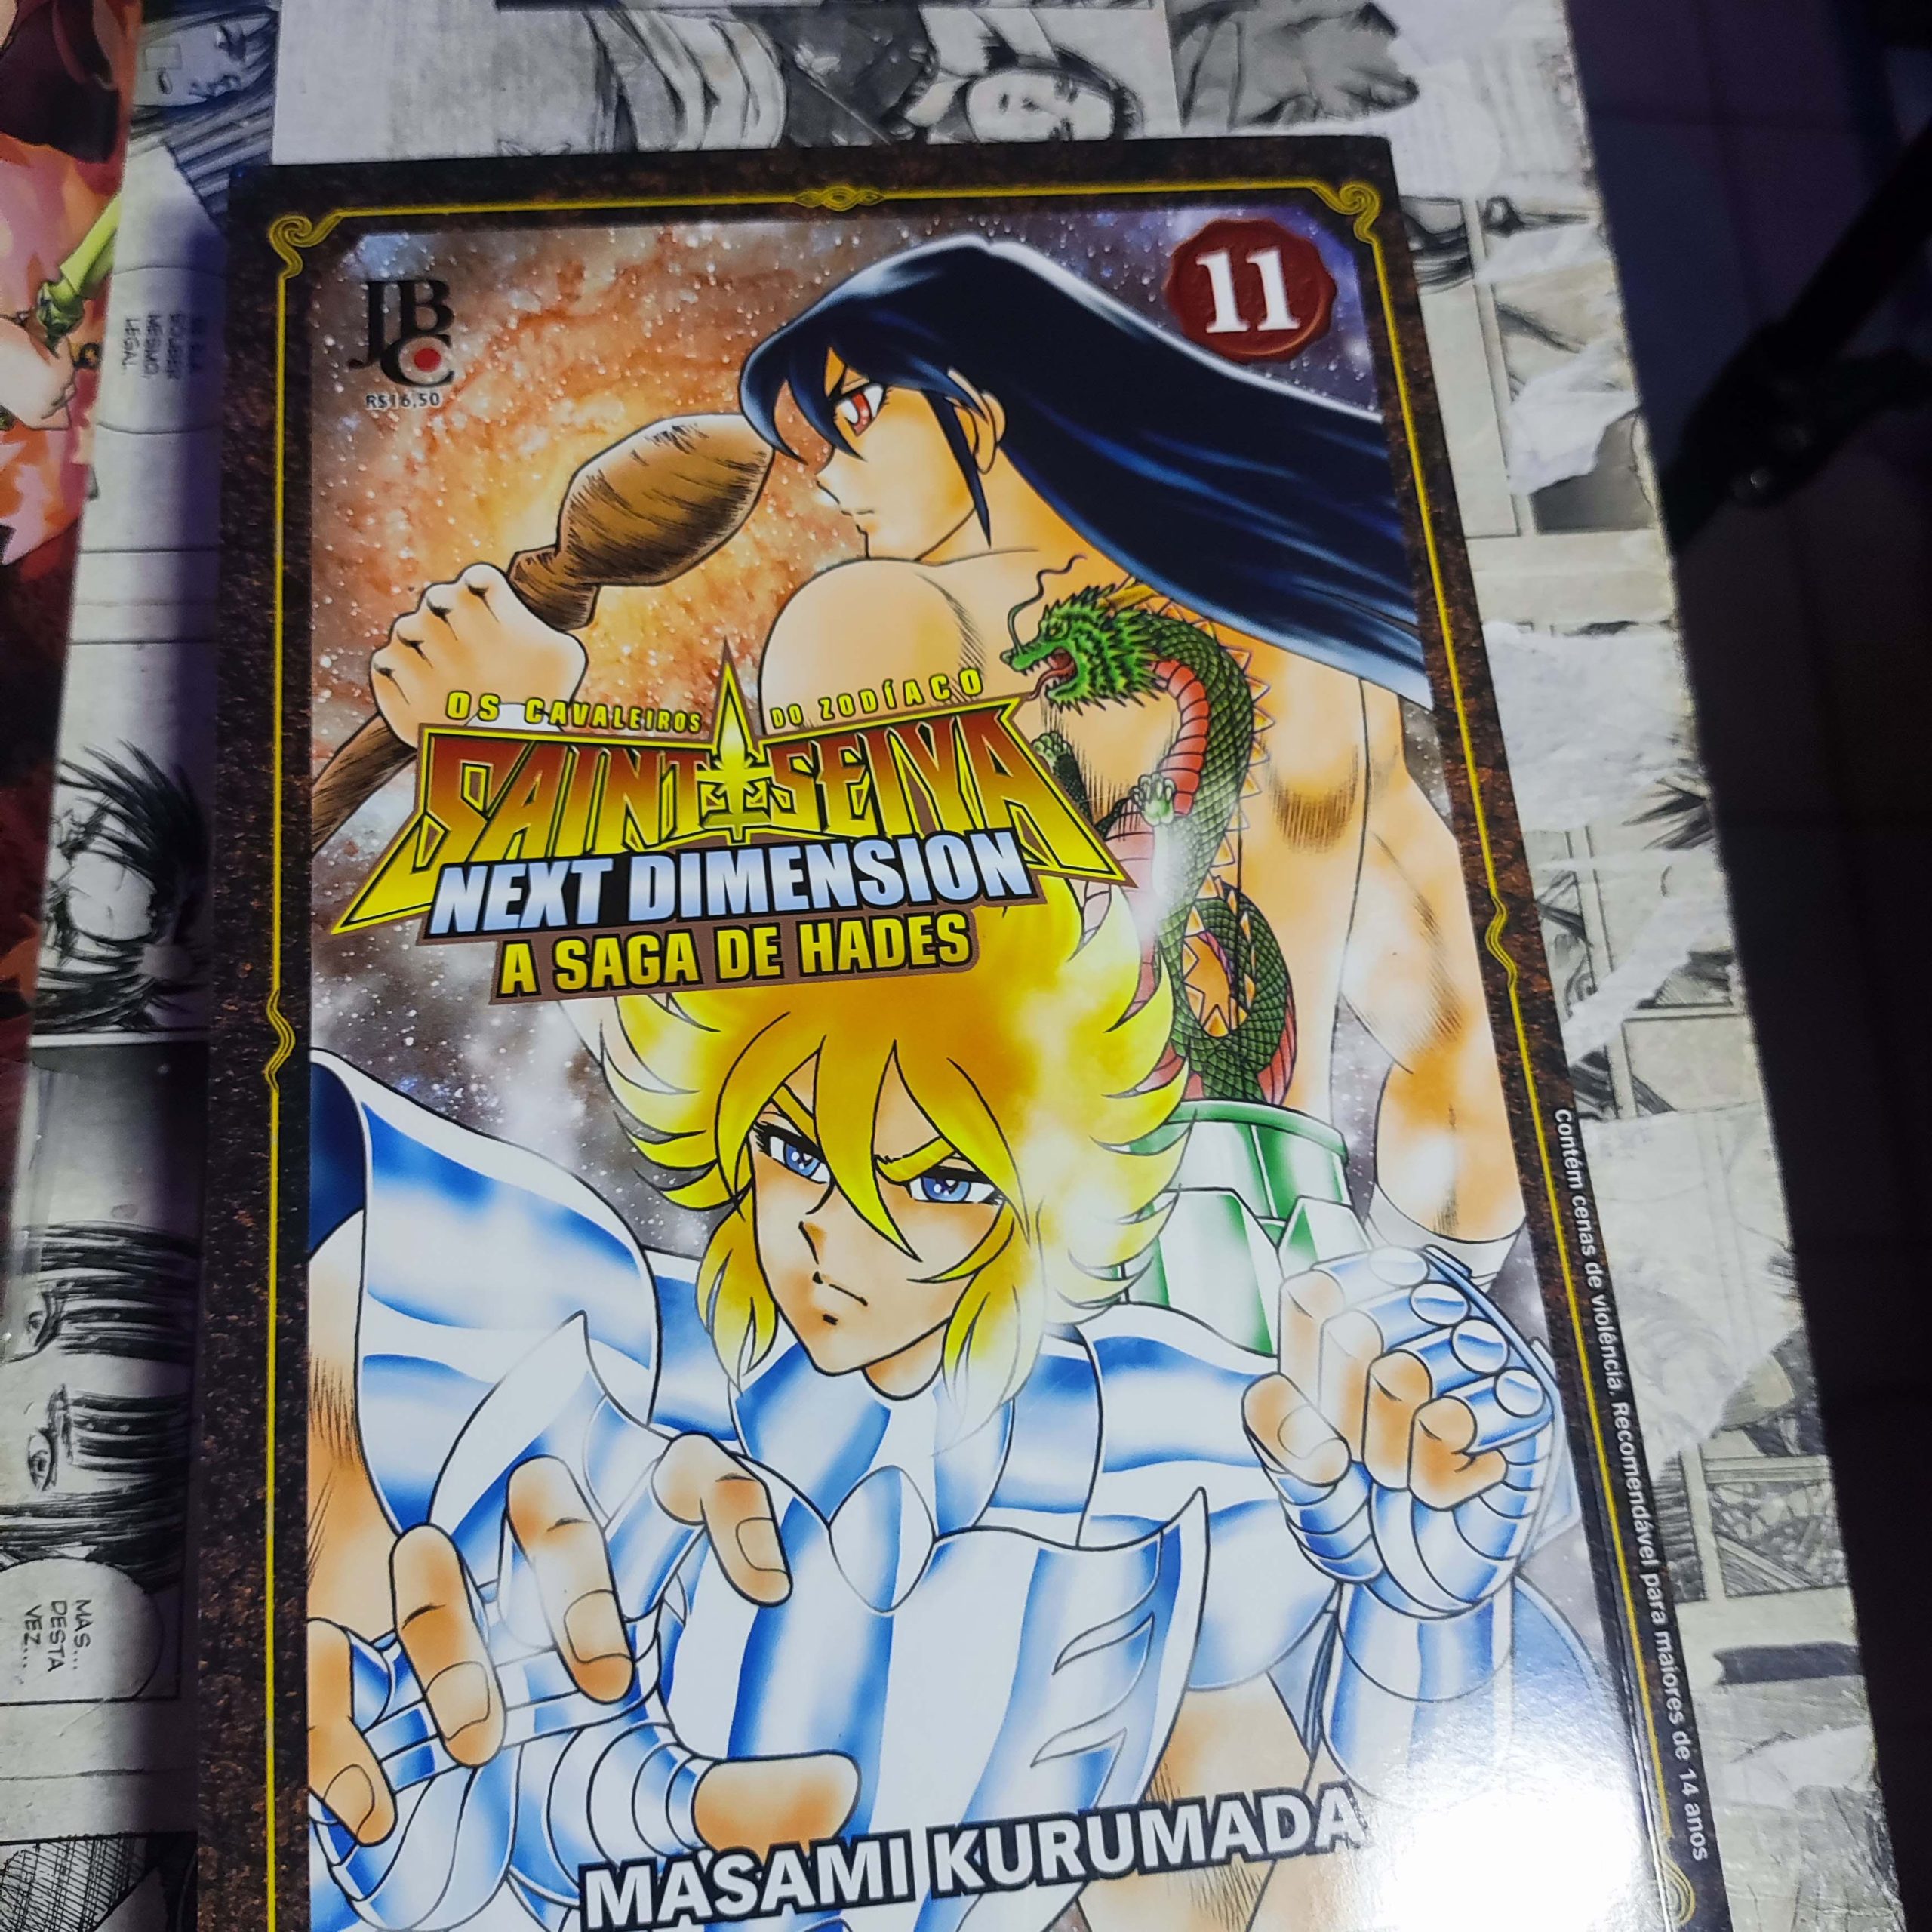 11
JBC
R$16,50
OS CAVALEIROS DO ZODÍACO
SAINT SEIYA
NEXT DIMENSION
A SAGA DE HADES
MASAMI KURUMADA
Contém cenas de violência. Recomendável para maiores de 14 anos
MAS...
DESTA
VEZ...
MESMO,
LEGAL.